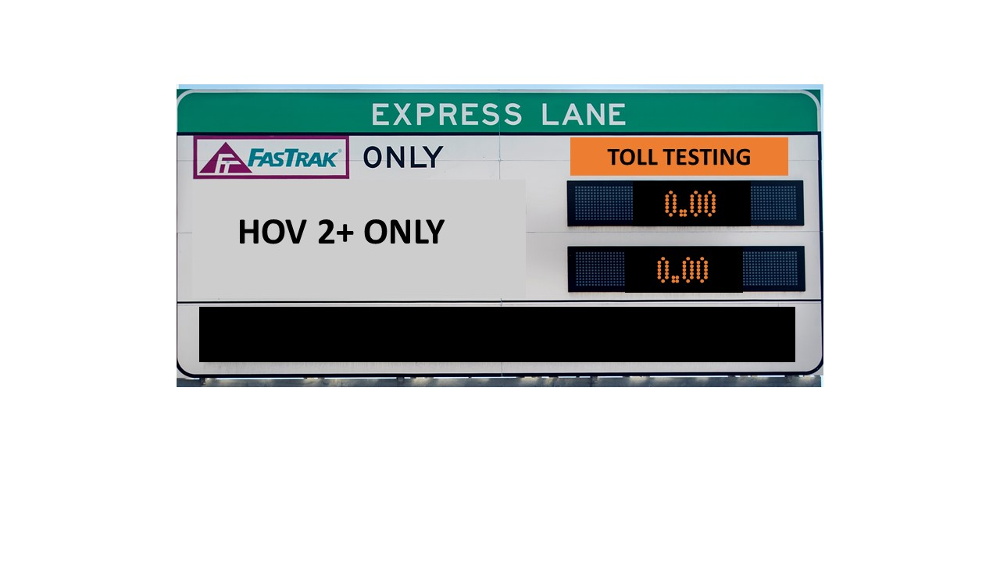 EXPRESS LANE
FASTRAK® ONLY
TOLL TESTING
0.00
HOV 2+ ONLY
0.00